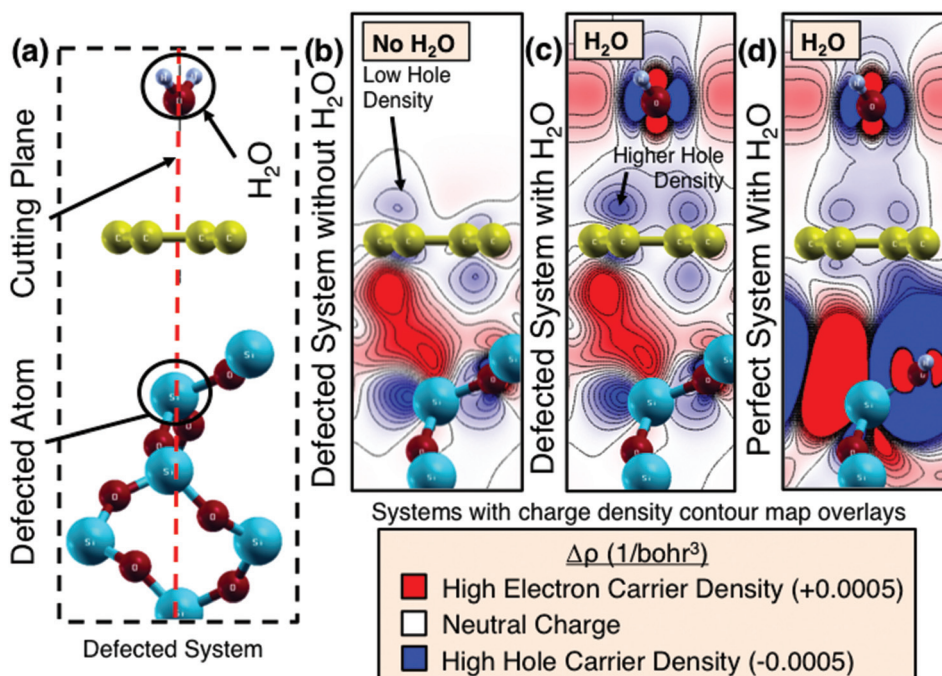 (a)
Cutting Plane
Defected Atom
H₂O
Defected System
(b)
Defected System without H₂O
No H₂O
Low Hole
Density
(c)
Defected System with H₂O
H₂O
Higher Hole
Density
(d)
Perfect System With H₂O
H₂O
Systems with charge density contour map overlays
Δρ (1/bohr³)
High Electron Carrier Density (+0.0005)
Neutral Charge
High Hole Carrier Density (-0.0005)